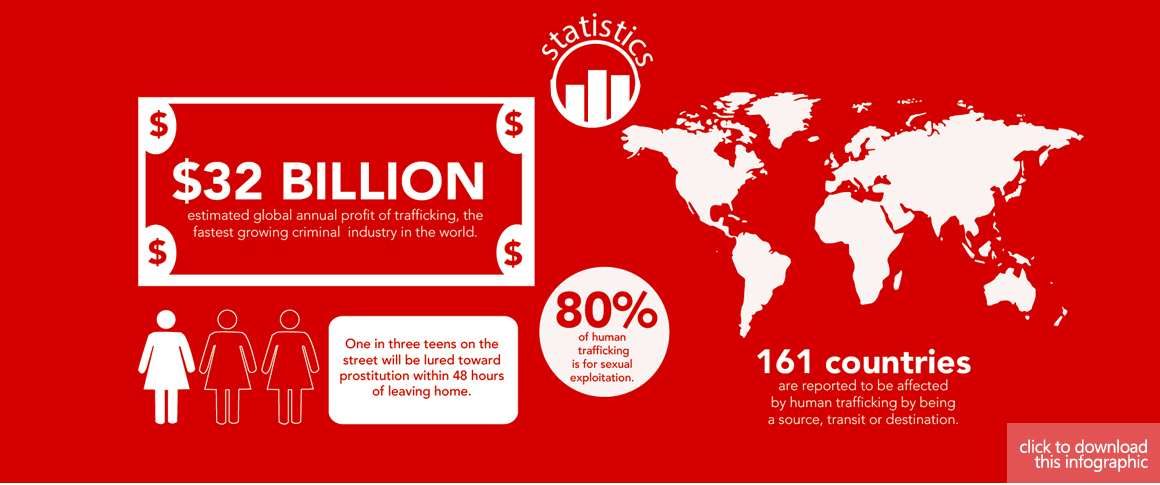 statistics
$ $
$32 BILLION
estimated global annual profit of trafficking, the
fastest growing criminal industry in the world.
$ $
One in three teens on the
street will be lured toward
prostitution within 48 hours
of leaving home.
80%
of human
trafficking
is for sexual
exploitation.
161 countries
are reported to be affected
by human trafficking by being
a source, transit or destination.
click to download
this infographic